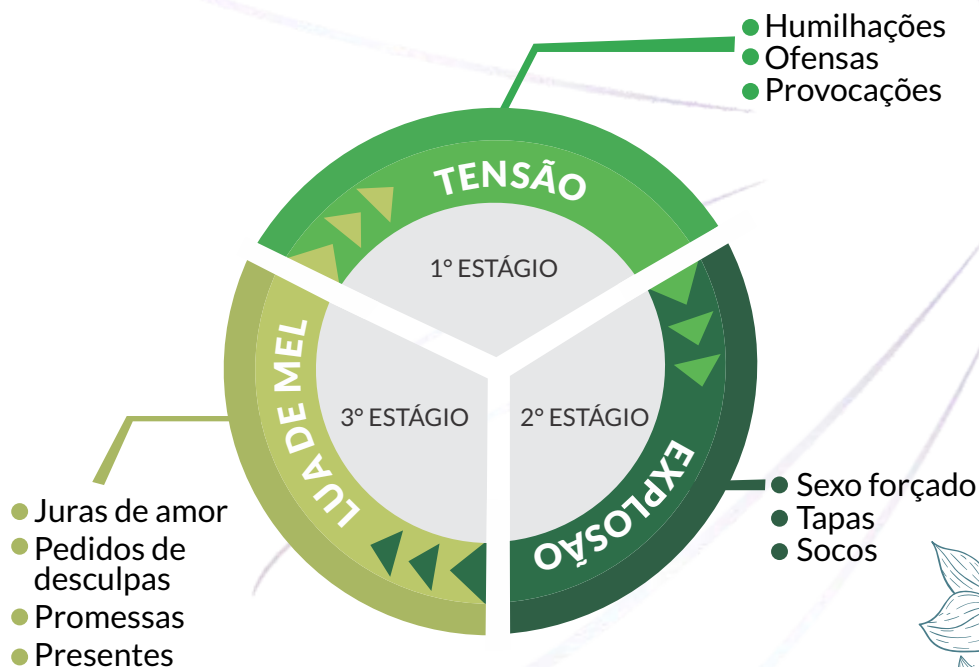 Humilhações
Ofensas
Provocações
TENSÃO
1° ESTÁGIO
LUA DE MEL
3° ESTÁGIO
2° ESTÁGIO
EXPLOSÃO
Sexo forçado
Tapas
Socos
Juras de amor
Pedidos de
desculpas
Promessas
Presentes